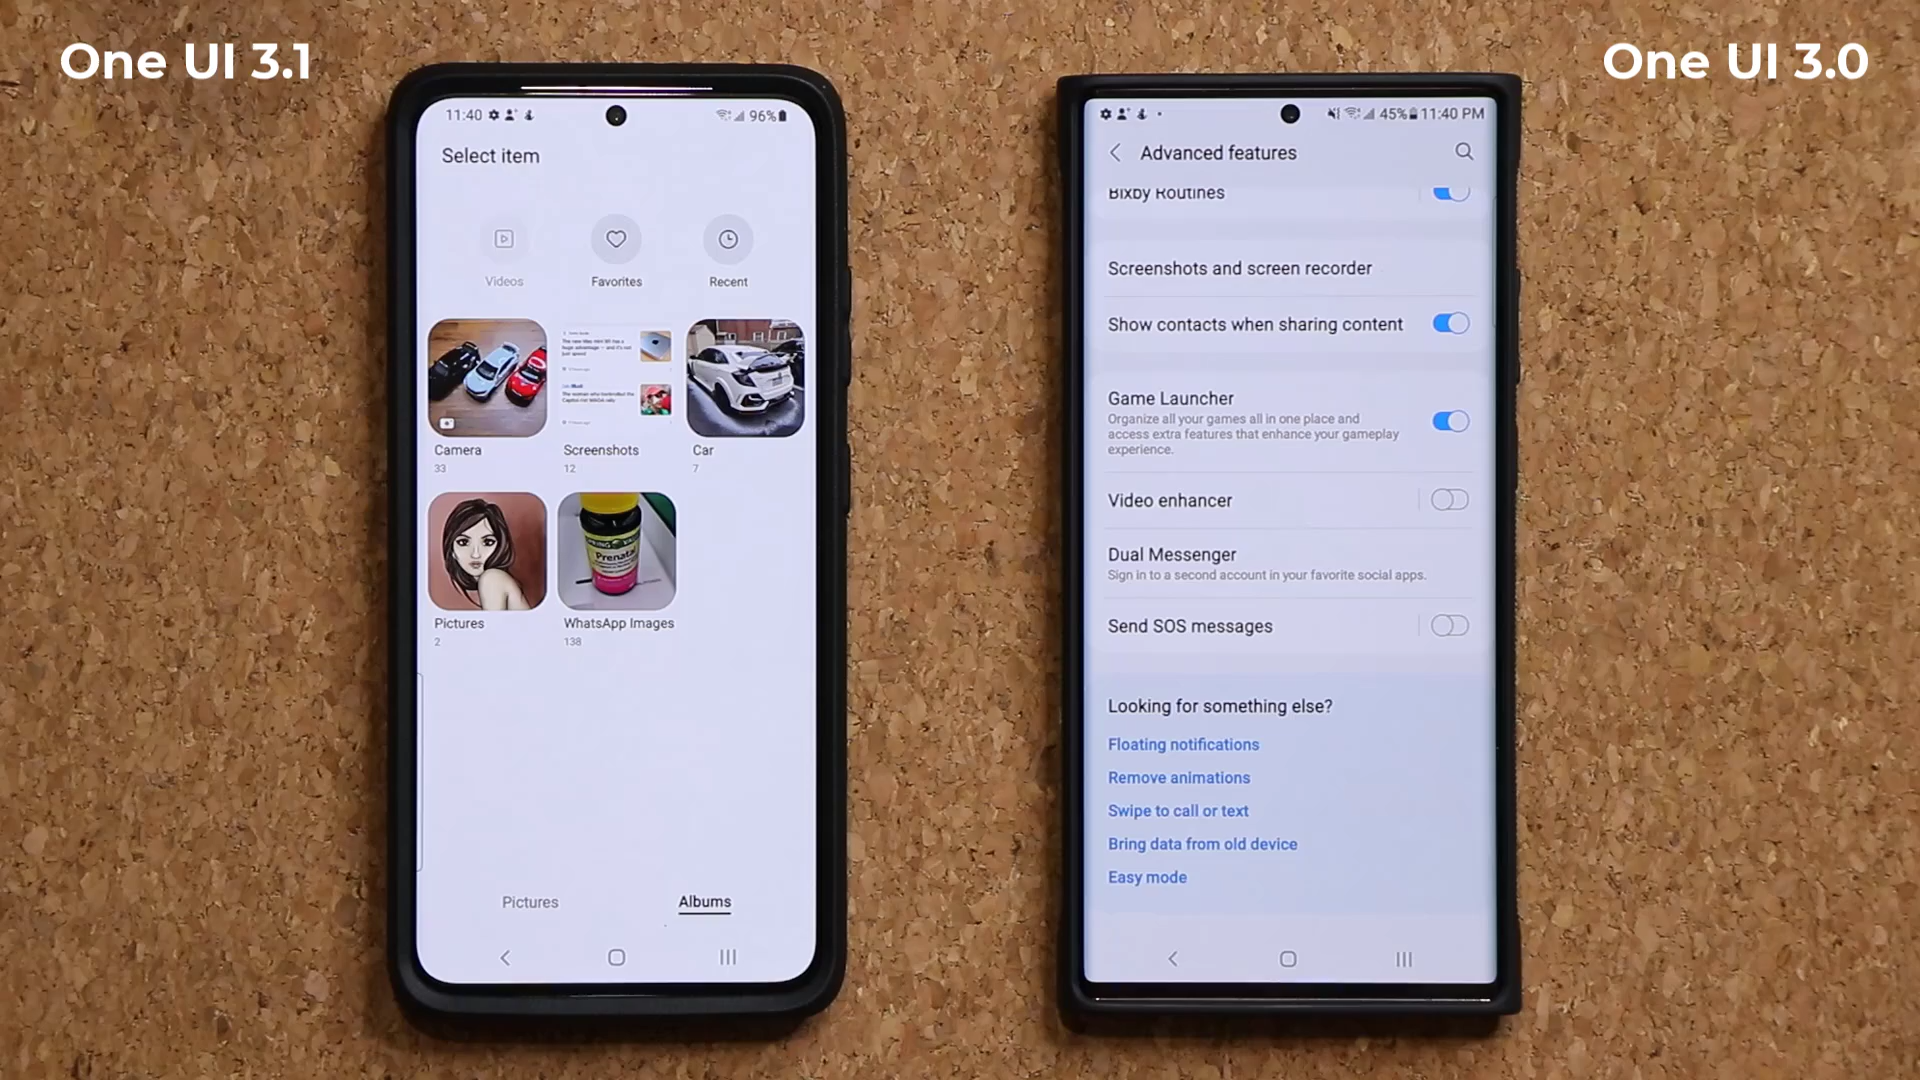 One UI 3.1
One UI 3.0
11:40
96%
Select item
Videos
Favorites
Recent
Camera
33
Screenshots
12
Car
7
Prenatal
Pictures
2
WhatsApp Images
138
Pictures
Albums
45% 11:40 PM
Advanced features
Bixby Routines
Screenshots and screen recorder
Show contacts when sharing content
Game Launcher
Organize all your games all in one place and
access extra features that enhance your gameplay
experience.
Video enhancer
Dual Messenger
Sign in to a second account in your favorite social apps.
Send SOS messages
Looking for something else?
Floating notifications
Remove animations
Swipe to call or text
Bring data from old device
Easy mode